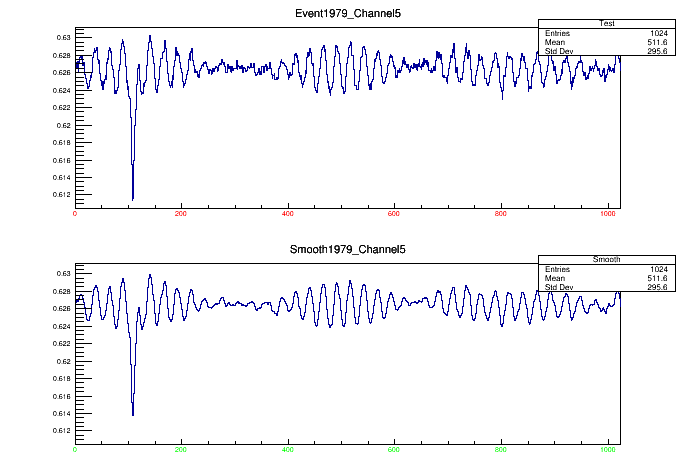 Event1979_Channel5
Test
Entries 1024
Mean 511.6
Std Dev 295.6
0.63
0.628
0.626
0.624
0.622
0.62
0.618
0.616
0.614
0.612
0 200 400 600 800 1000
Smooth1979_Channel5
Smooth
Entries 1024
Mean 511.6
Std Dev 295.6
0.63
0.628
0.626
0.624
0.622
0.62
0.618
0.616
0.614
0.612
0 200 400 600 800 1000